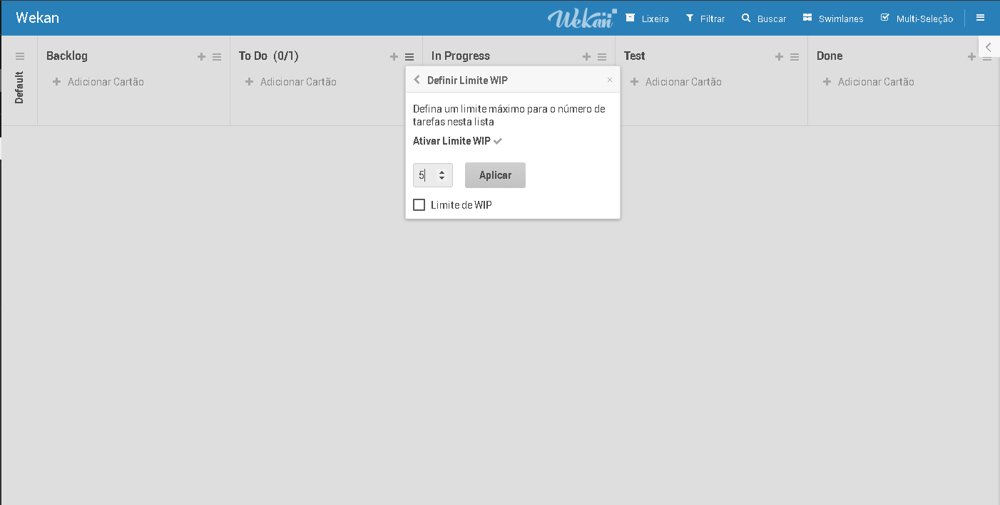 Wekan
Wekan
Lixeira
Filtrar
Buscar
Swimlanes
Multi-Seleção
Default
Backlog
Adicionar Cartão
To Do (0/1)
Adicionar Cartão
In Progress
Test
Adicionar Cartão
Done
Adicionar Cartão
Definir Limite WIP
Defina um limite máximo para o número de
tarefas nesta lista
Ativar Limite WIP
5
Aplicar
Limite de WIP